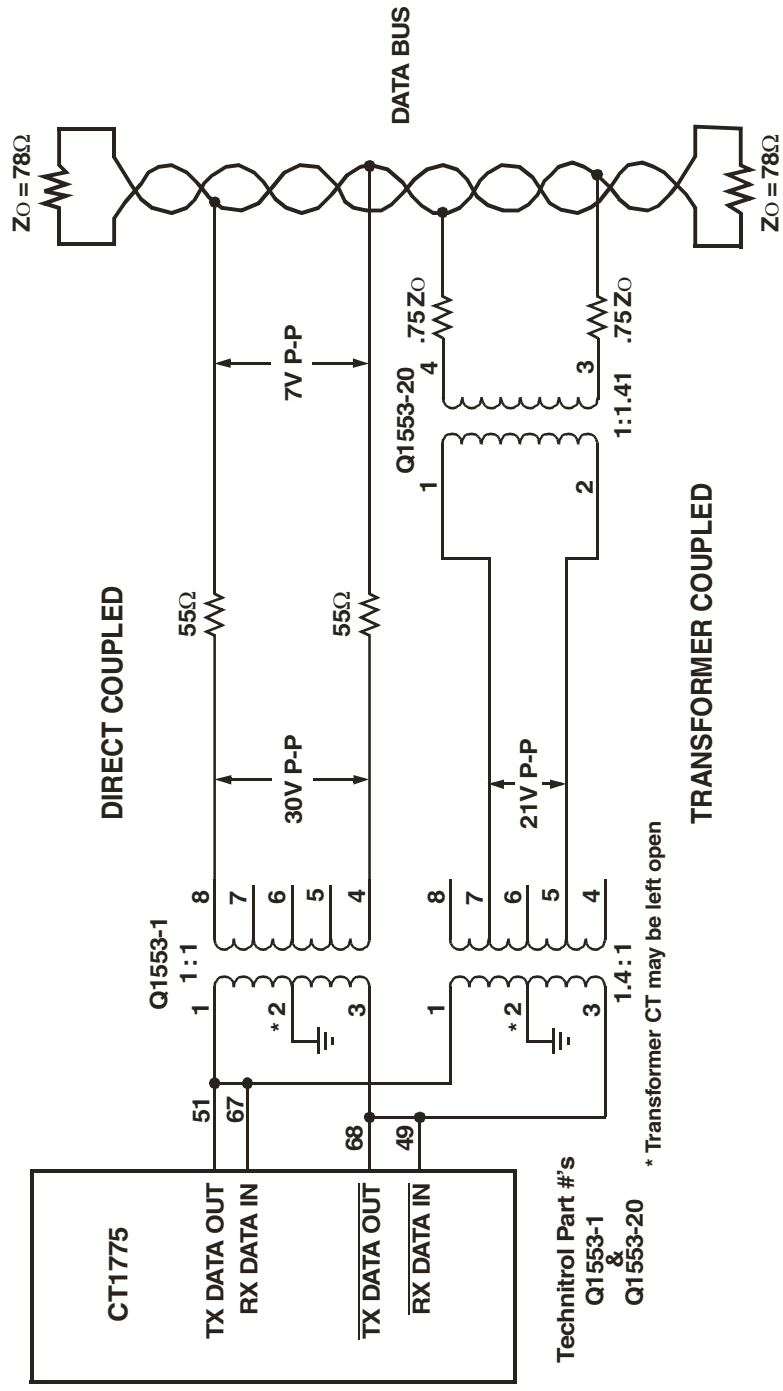 CT1775
TX DATA OUT
RX DATA IN
TX DATA OUT
RX DATA IN
51
67
68
49
Technitrol Part #'s
Q1553-1
&
Q1553-20
DIRECT COUPLED
Q1553-1
1 : 1
1
* 2
3
8
7
6
5
4
30V P-P
55Ω
55Ω
7V P-P
ZO = 78Ω
DATA BUS
1
* 2
3
1.4 : 1
8
7
6
5
4
21V P-P
Q1553-20
1
2
4
3
1:1.41
.75 ZO
.75 ZO
ZO = 78Ω
TRANSFORMER COUPLED
* Transformer CT may be left open